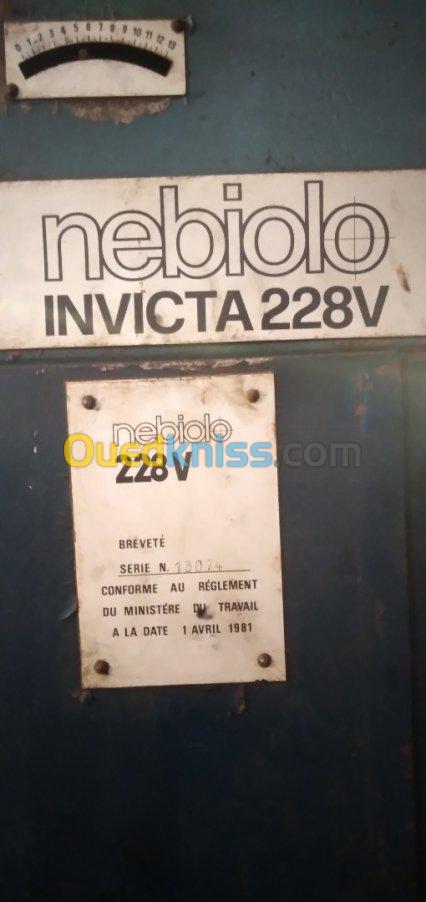 0 1 2 3 4 5 6 7 8 9 10 11 12 13
nebiolo
INVICTA 228V
nebiolo
Ouedkniss.com
228V
BREVETÉ
SERIE N. 13074
CONFORME AU RÉGLEMENT
DU MINISTÉRE DU TRAVAIL
A LA DATE 1 AVRIL 1981